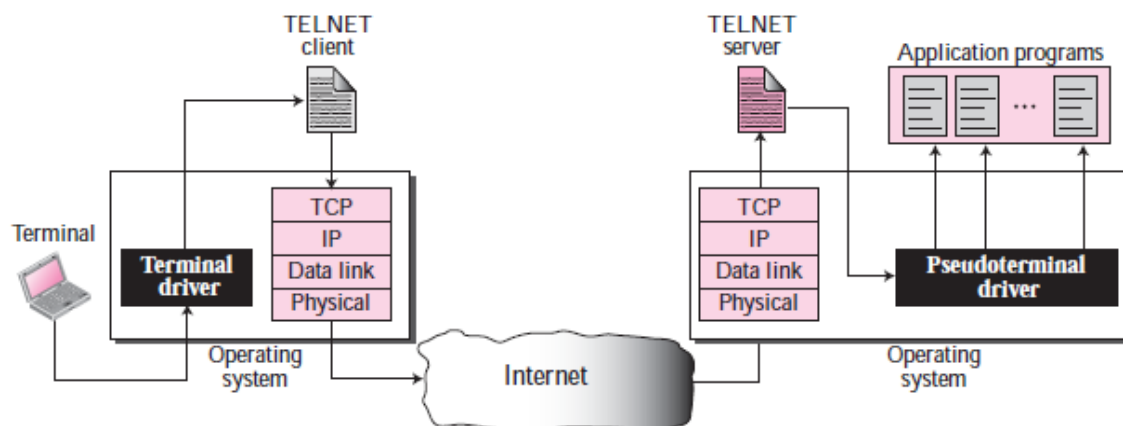 TELNET
client
TELNET
server
Application programs
...
Terminal
Terminal
driver
TCP
IP
Data link
Physical
Operating
system
Internet
TCP
IP
Data link
Physical
Pseudoterminal
driver
Operating
system